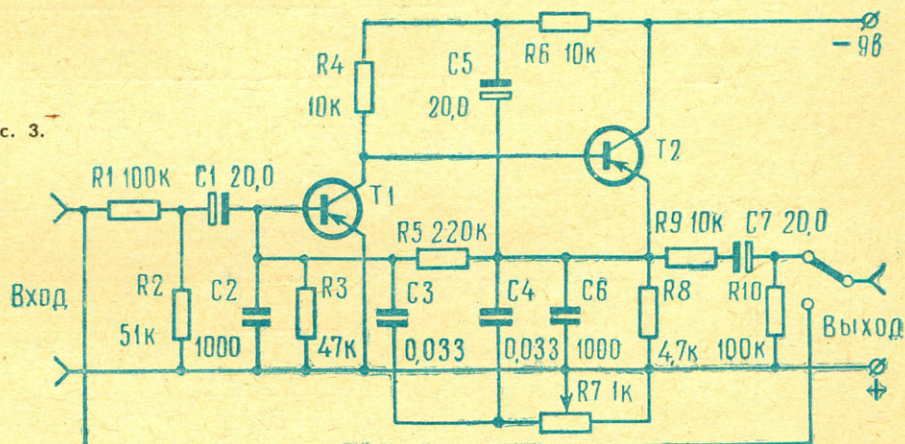 с. 3.
R1 100к
C1 20,0
R2
51к
C2
1000
R3
47к
R4
10к
T1
R5 220к
C3
0,033
C4
0,033
C5
20,0
R6 10к
C6
1000
T2
R7 1к
R8
4,7к
R9 10к
C7 20,0
R10
100к
Вход
Выход
− 9в
+